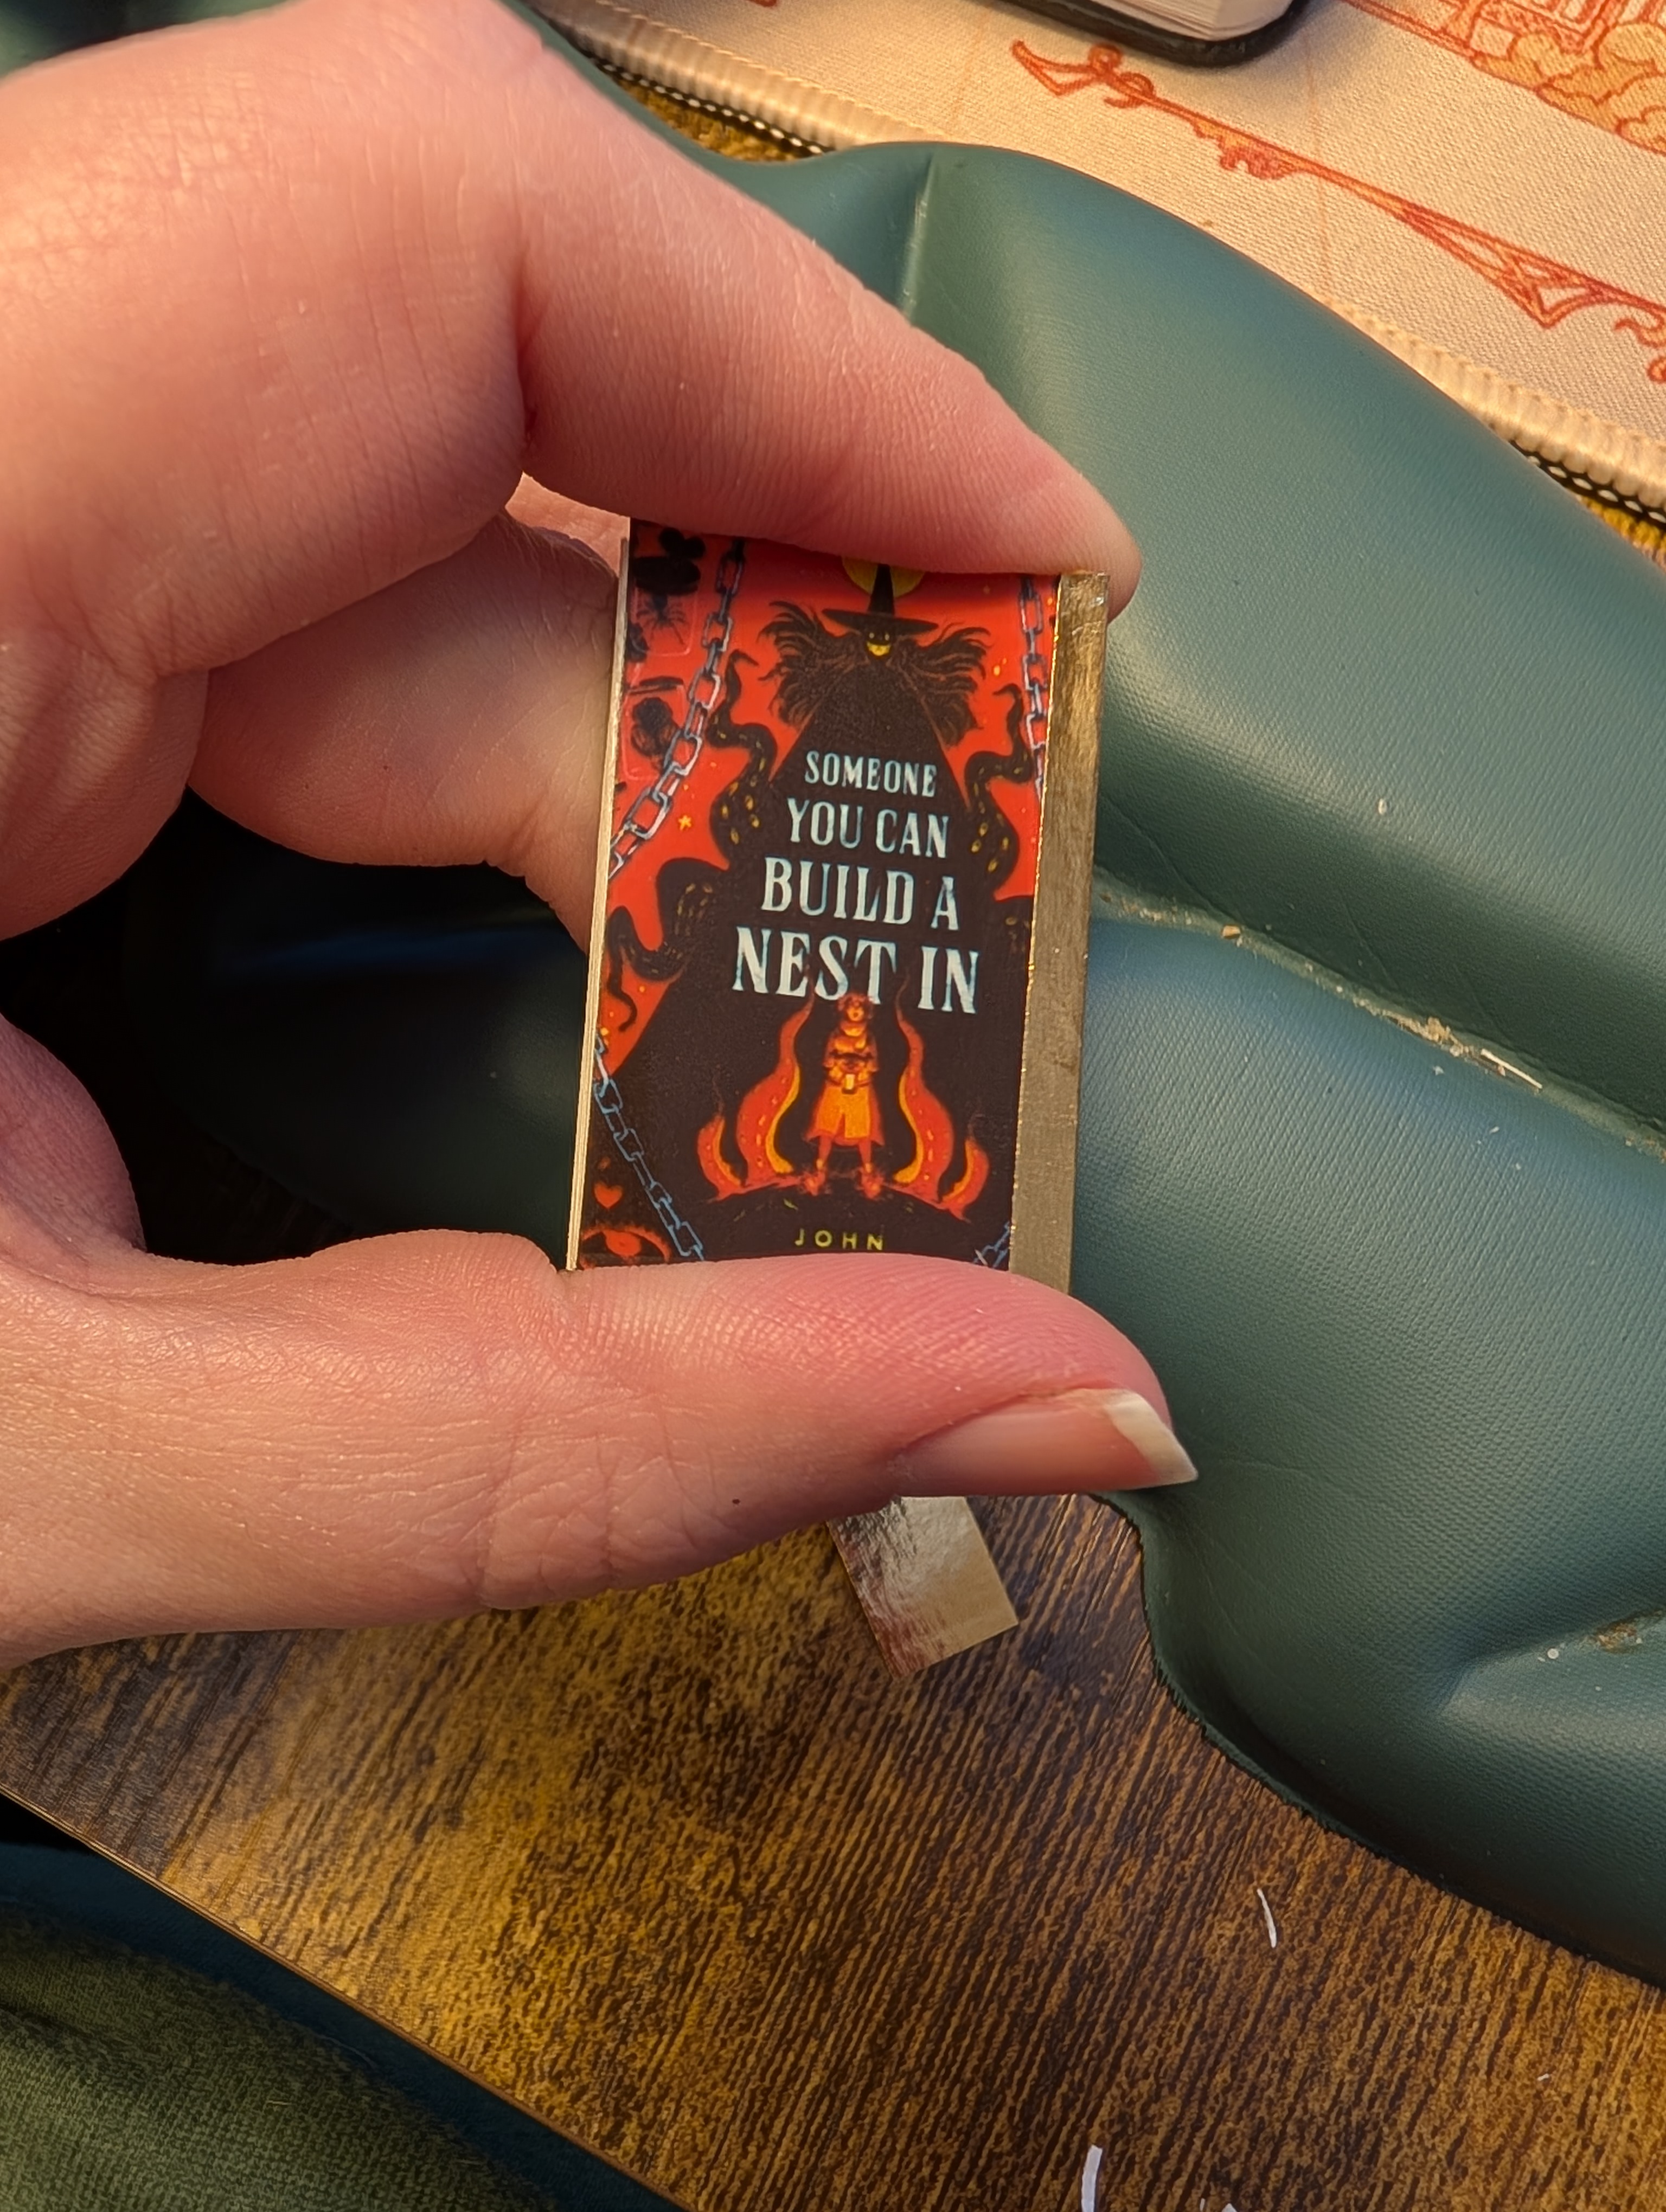 SOMEONE
YOU CAN
BUILD A
NEST IN
JOHN